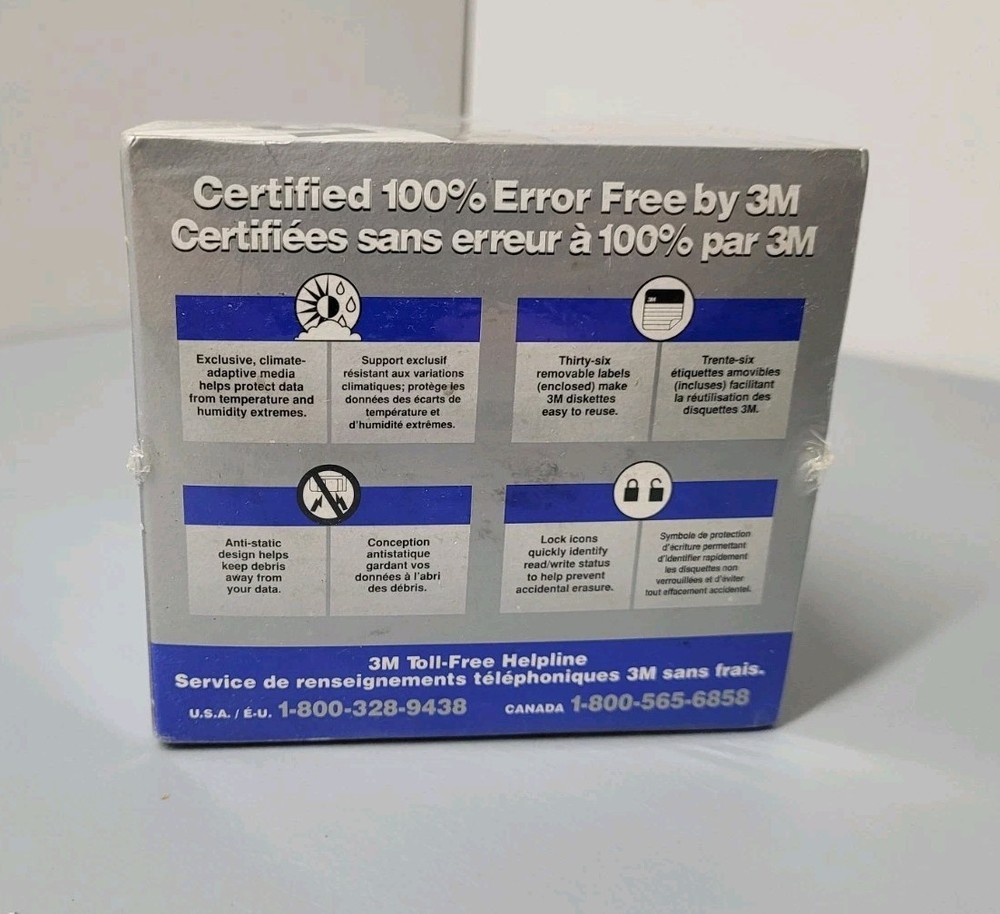 Certified 100% Error Free by 3M
Certifiées sans erreur à 100% par 3M
Exclusive, climate-
adaptive media
helps protect data
from temperature and
humidity extremes.
Support exclusif
résistant aux variations
climatiques; protège les
données des écarts de
température et
d'humidité extrêmes.
3M
Thirty-six
removable labels
(enclosed) make
3M diskettes
easy to reuse.
Trente-six
étiquettes amovibles
(incluses) facilitant
la réutilisation des
disquettes 3M.
Anti-static
design helps
keep debris
away from
your data.
Conception
antistatique
gardant vos
données à l'abri
des débris.
Lock icons
quickly identify
read/write status
to help prevent
accidental erasure.
Symbole de protection
d'écriture permettant
d'identifier rapidement
les disquettes non
verrouillées et d'éviter
tout effacement accidentel.
3M Toll-Free Helpline
Service de renseignements téléphoniques 3M sans frais.
U.S.A. / É.-U. 1-800-328-9438 CANADA 1-800-565-6858